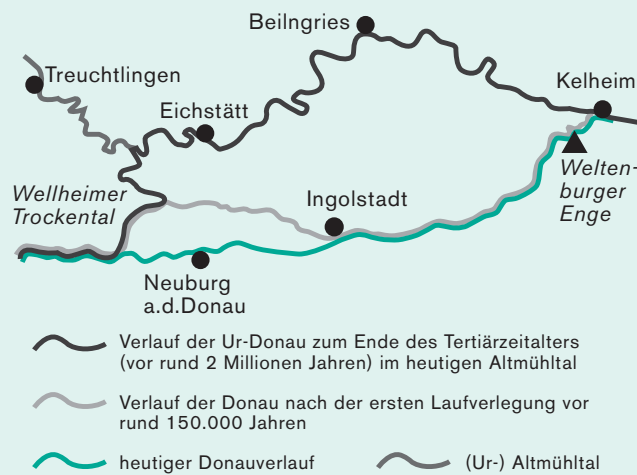 Beilngries
Treuchtlingen
Kelheim
Eichstätt
Welten-
burger
Enge
Wellheimer
Trockental
Ingolstadt
Neuburg
a.d.Donau
Verlauf der Ur-Donau zum Ende des Tertiärzeitalters
(vor rund 2 Millionen Jahren) im heutigen Altmühltal
Verlauf der Donau nach der ersten Laufverlegung vor
rund 150.000 Jahren
heutiger Donauverlauf
(Ur-) Altmühltal